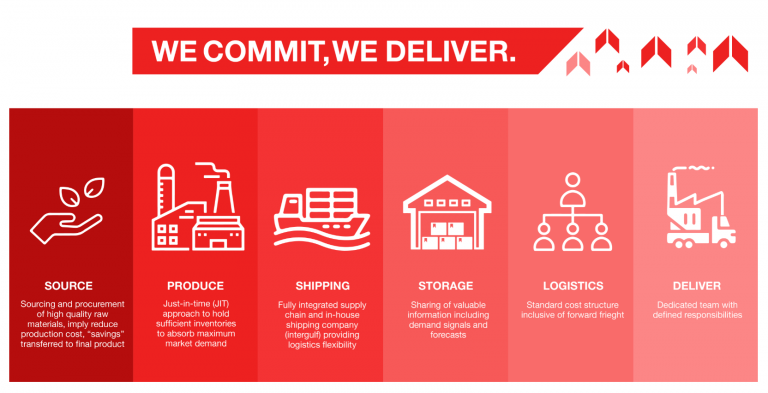 WE COMMIT, WE DELIVER.
SOURCE
Sourcing and procurement
of high quality raw
materials, imply reduce
production cost, “savings”
transferred to final product
PRODUCE
Just-in-time (JIT)
approach to hold
sufficient inventories
to absorb maximum
market demand
SHIPPING
Fully integrated supply
chain and in-house
shipping company
(intergulf) providing
logistics flexibility
STORAGE
Sharing of valuable
information including
demand signals and
forecasts
LOGISTICS
Standard cost structure
inclusive of forward frieght
DELIVER
Dedicated team with
defined responsibilities